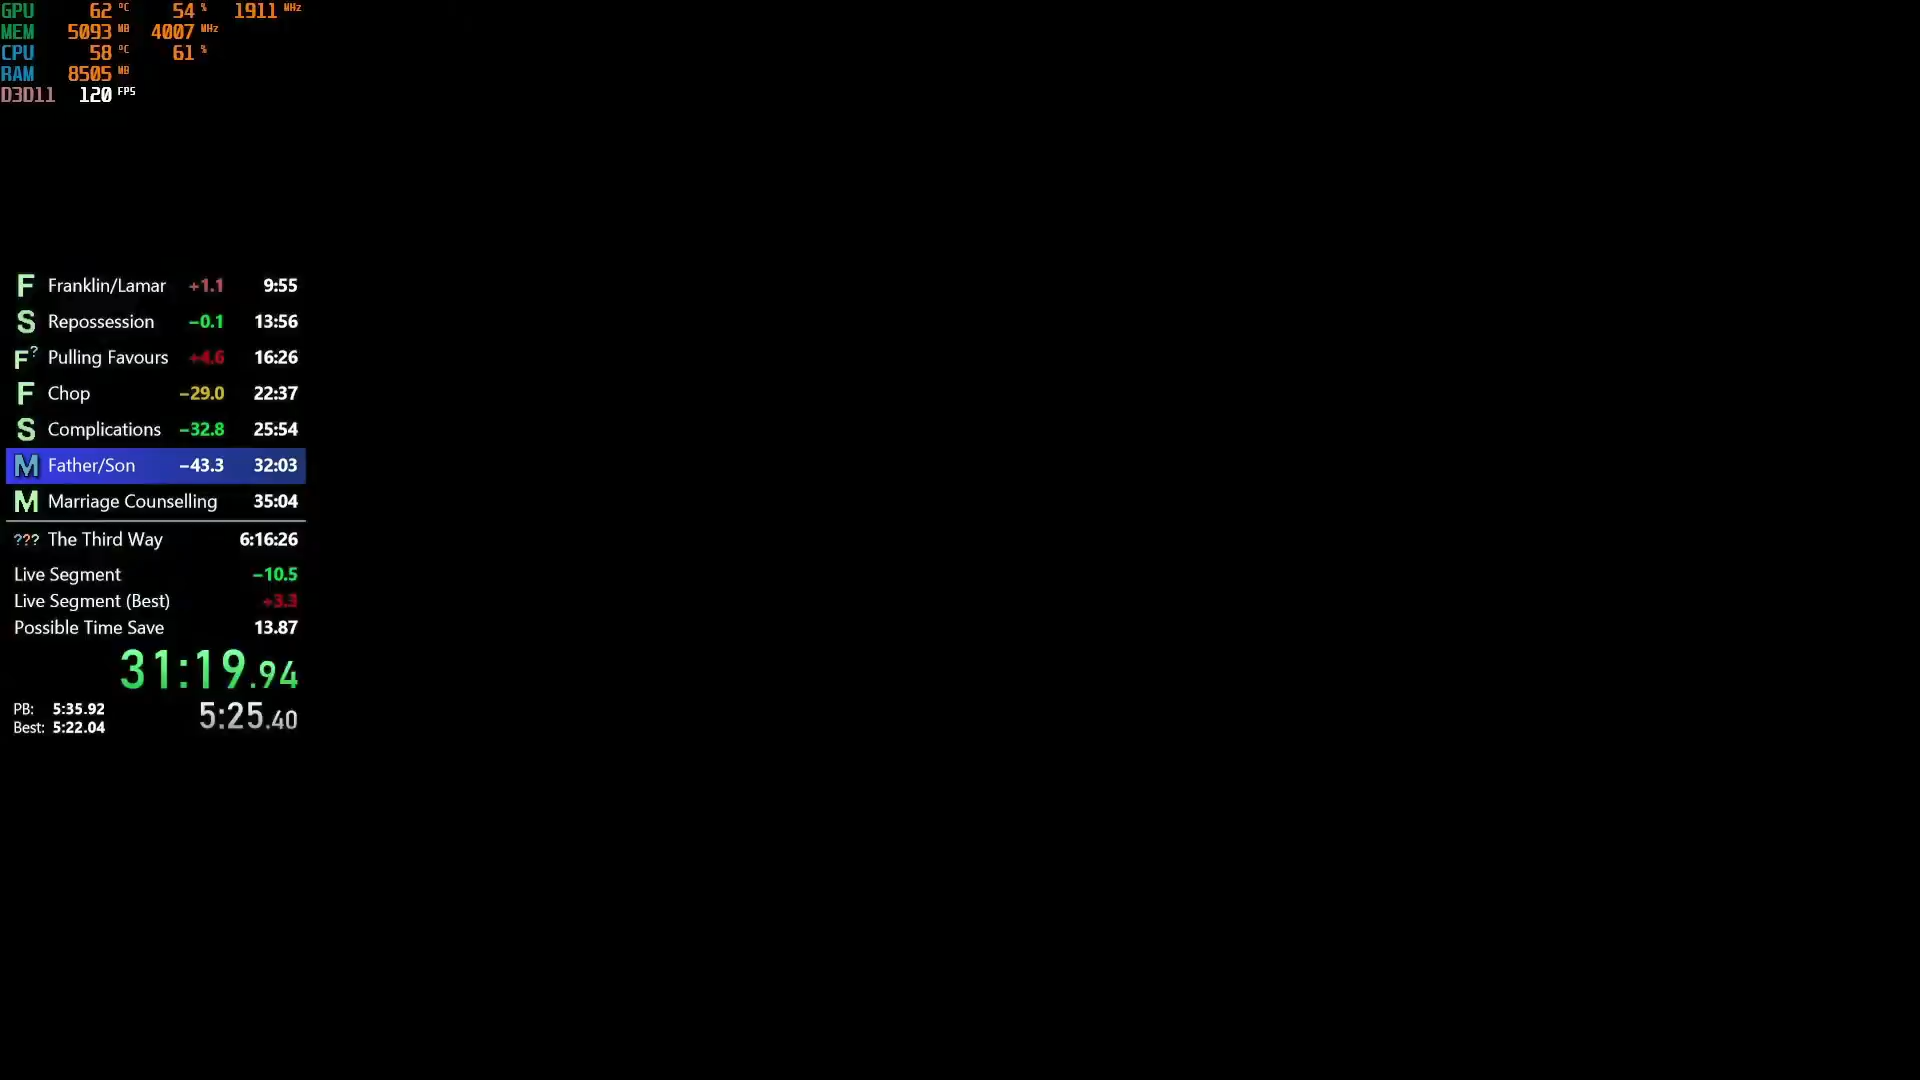 GPU 62 °C 54 % 1911 MHz
MEM 5093 MB 4007 MHz
CPU 58 °C 61 %
RAM 8505 MB
D3D11 120 FPS
F Franklin/Lamar +1.1 9:55
S Repossession −0.1 13:56
F? Pulling Favours +4.6 16:26
F Chop −29.0 22:37
S Complications −32.8 25:54
M Father/Son −43.3 32:03
M Marriage Counselling 35:04
??? The Third Way 6:16:26
Live Segment −10.5
Live Segment (Best) +3.3
Possible Time Save 13.87
31:19.94
PB: 5:35.92 5:25.40
Best: 5:22.04